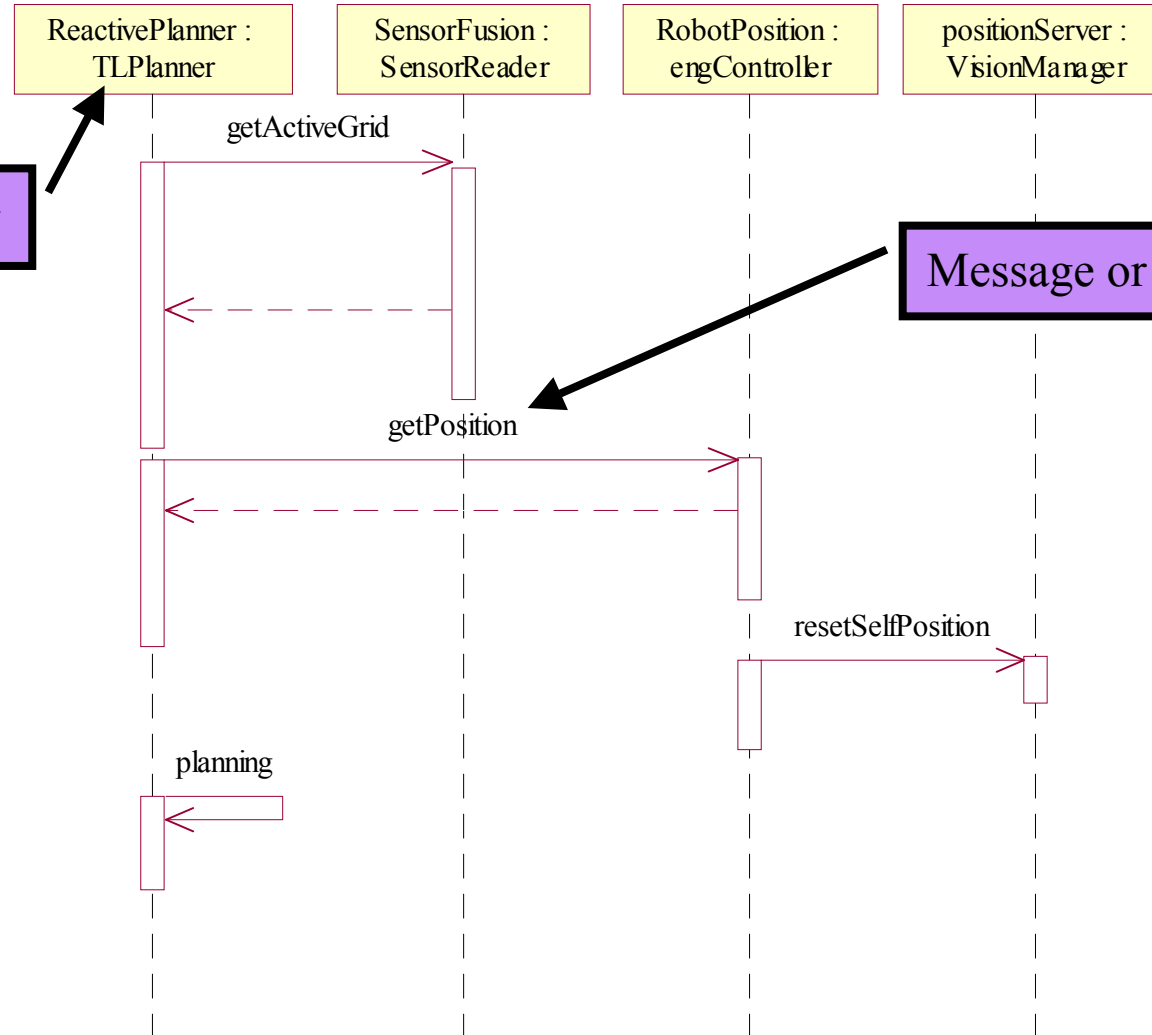 ReactivePlanner :
TLPlanner
SensorFusion :
SensorReader
RobotPosition :
engController
positionServer :
VisionManager
getActiveGrid
Message or
getPosition
resetSelfPosition
planning